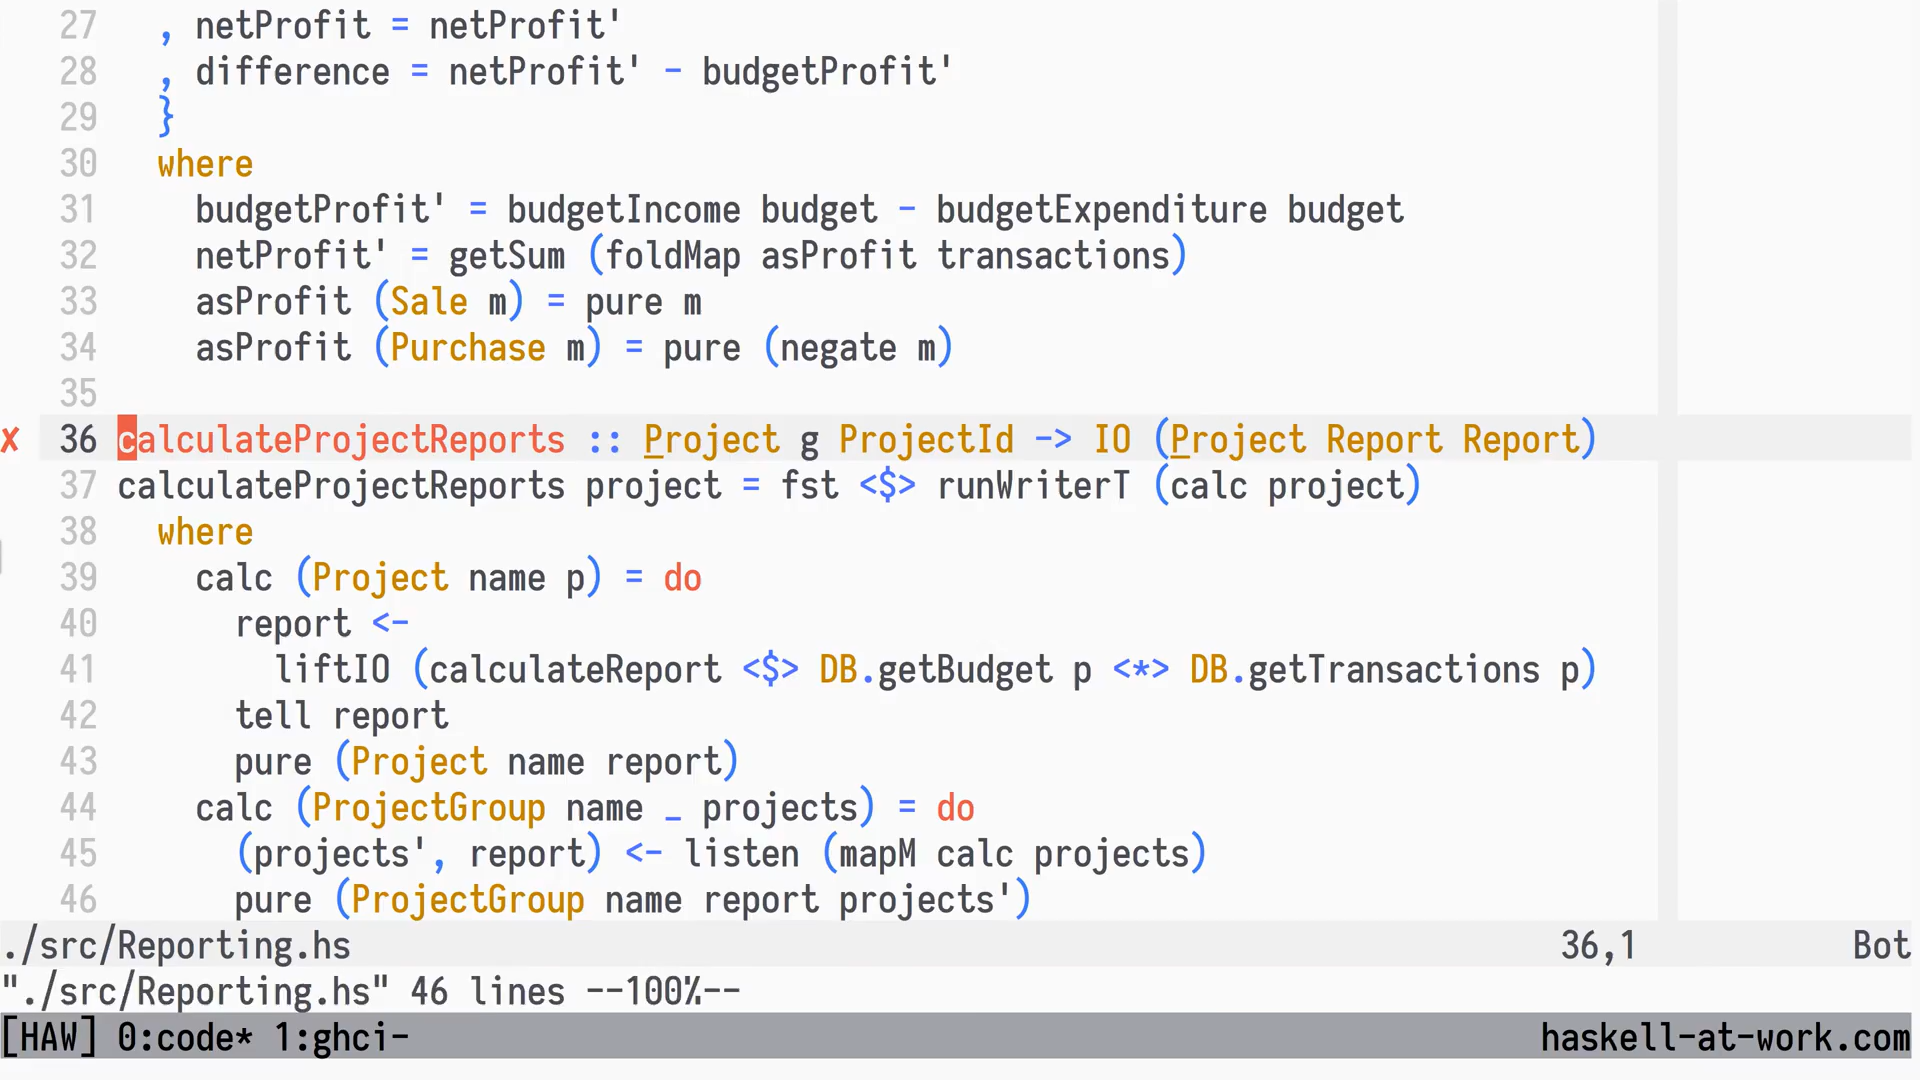 27 , netProfit = netProfit'
28 , difference = netProfit' - budgetProfit'
29 }
30 where
31 budgetProfit' = budgetIncome budget - budgetExpenditure budget
32 netProfit' = getSum (foldMap asProfit transactions)
33 asProfit (Sale m) = pure m
34 asProfit (Purchase m) = pure (negate m)
35
✗ 36 calculateProjectReports :: Project g ProjectId -> IO (Project Report Report)
37 calculateProjectReports project = fst <$> runWriterT (calc project)
38 where
39 calc (Project name p) = do
40 report <-
41 liftIO (calculateReport <$> DB.getBudget p <*> DB.getTransactions p)
42 tell report
43 pure (Project name report)
44 calc (ProjectGroup name _ projects) = do
45 (projects', report) <- listen (mapM calc projects)
46 pure (ProjectGroup name report projects')
./src/Reporting.hs 36,1 Bot
"./src/Reporting.hs" 46 lines --100%--
[HAW] 0:code* 1:ghci- haskell-at-work.com